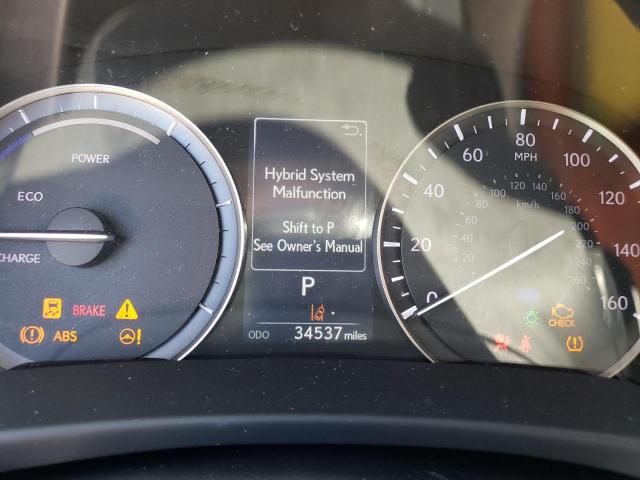 POWER
ECO
CHARGE
BRAKE
ABS
Hybrid System
Malfunction
Shift to P
See Owner's Manual
P
ODO 34537 miles
0
20
40
60
80
100
120
140
160
MPH
km/h
40
80
100
120
140
160
180
200
220
240
260
CHECK